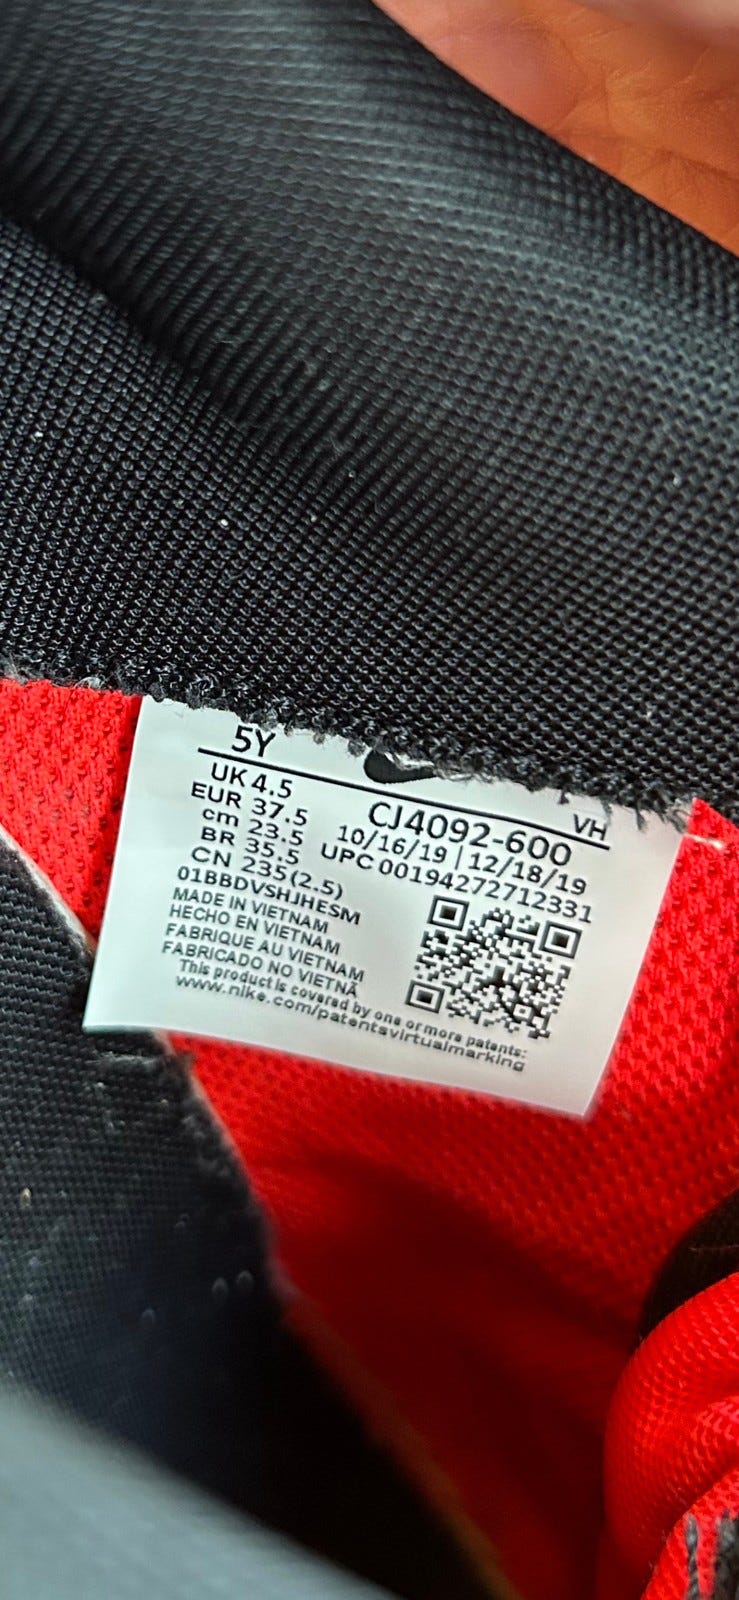 5Y
VH
UK 4.5
EUR 37.5
cm 23.5
BR 35.5
CN 235(2.5)
CJ4092-600
10/16/19 | 12/18/19
UPC 00194272712331
01BBDVSHJHESM
MADE IN VIETNAM
HECHO EN VIETNAM
FABRIQUE AU VIETNAM
FABRICADO NO VIETNÃ
This product is covered by one or more patents:
www.nike.com/patentsvirtualmarking